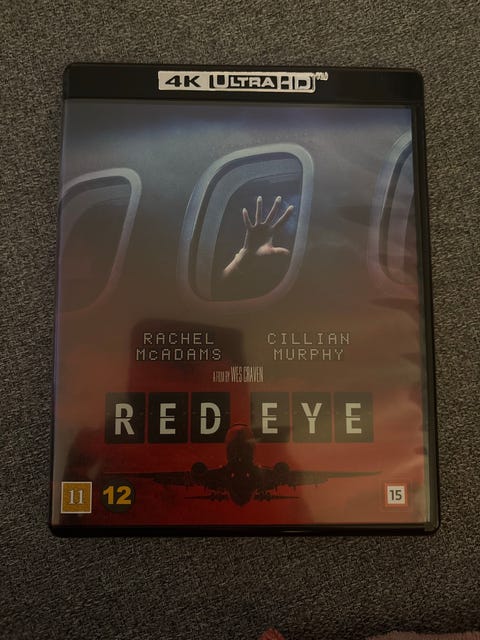 4K ULTRA HD
RACHEL McADAMS
CILLIAN MURPHY
A FILM BY WES CRAVEN
RED EYE
11
12
15